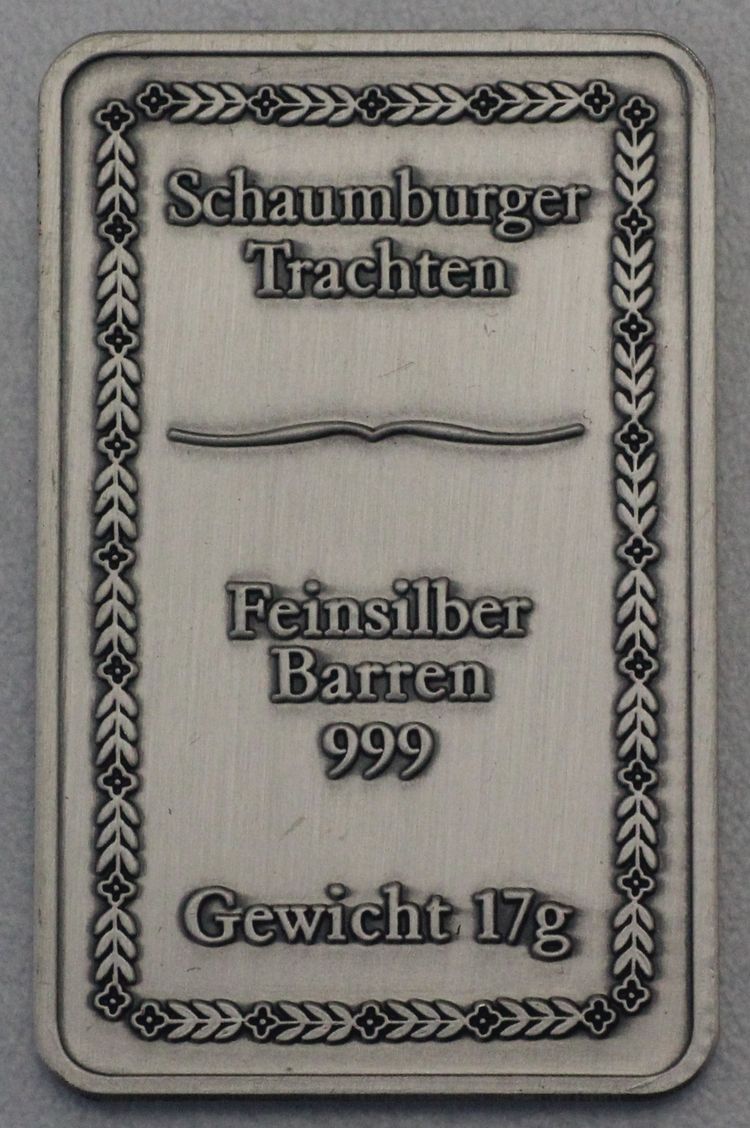 Schaumburger
Trachten
Feinsilber
Barren
999
Gewicht 17g